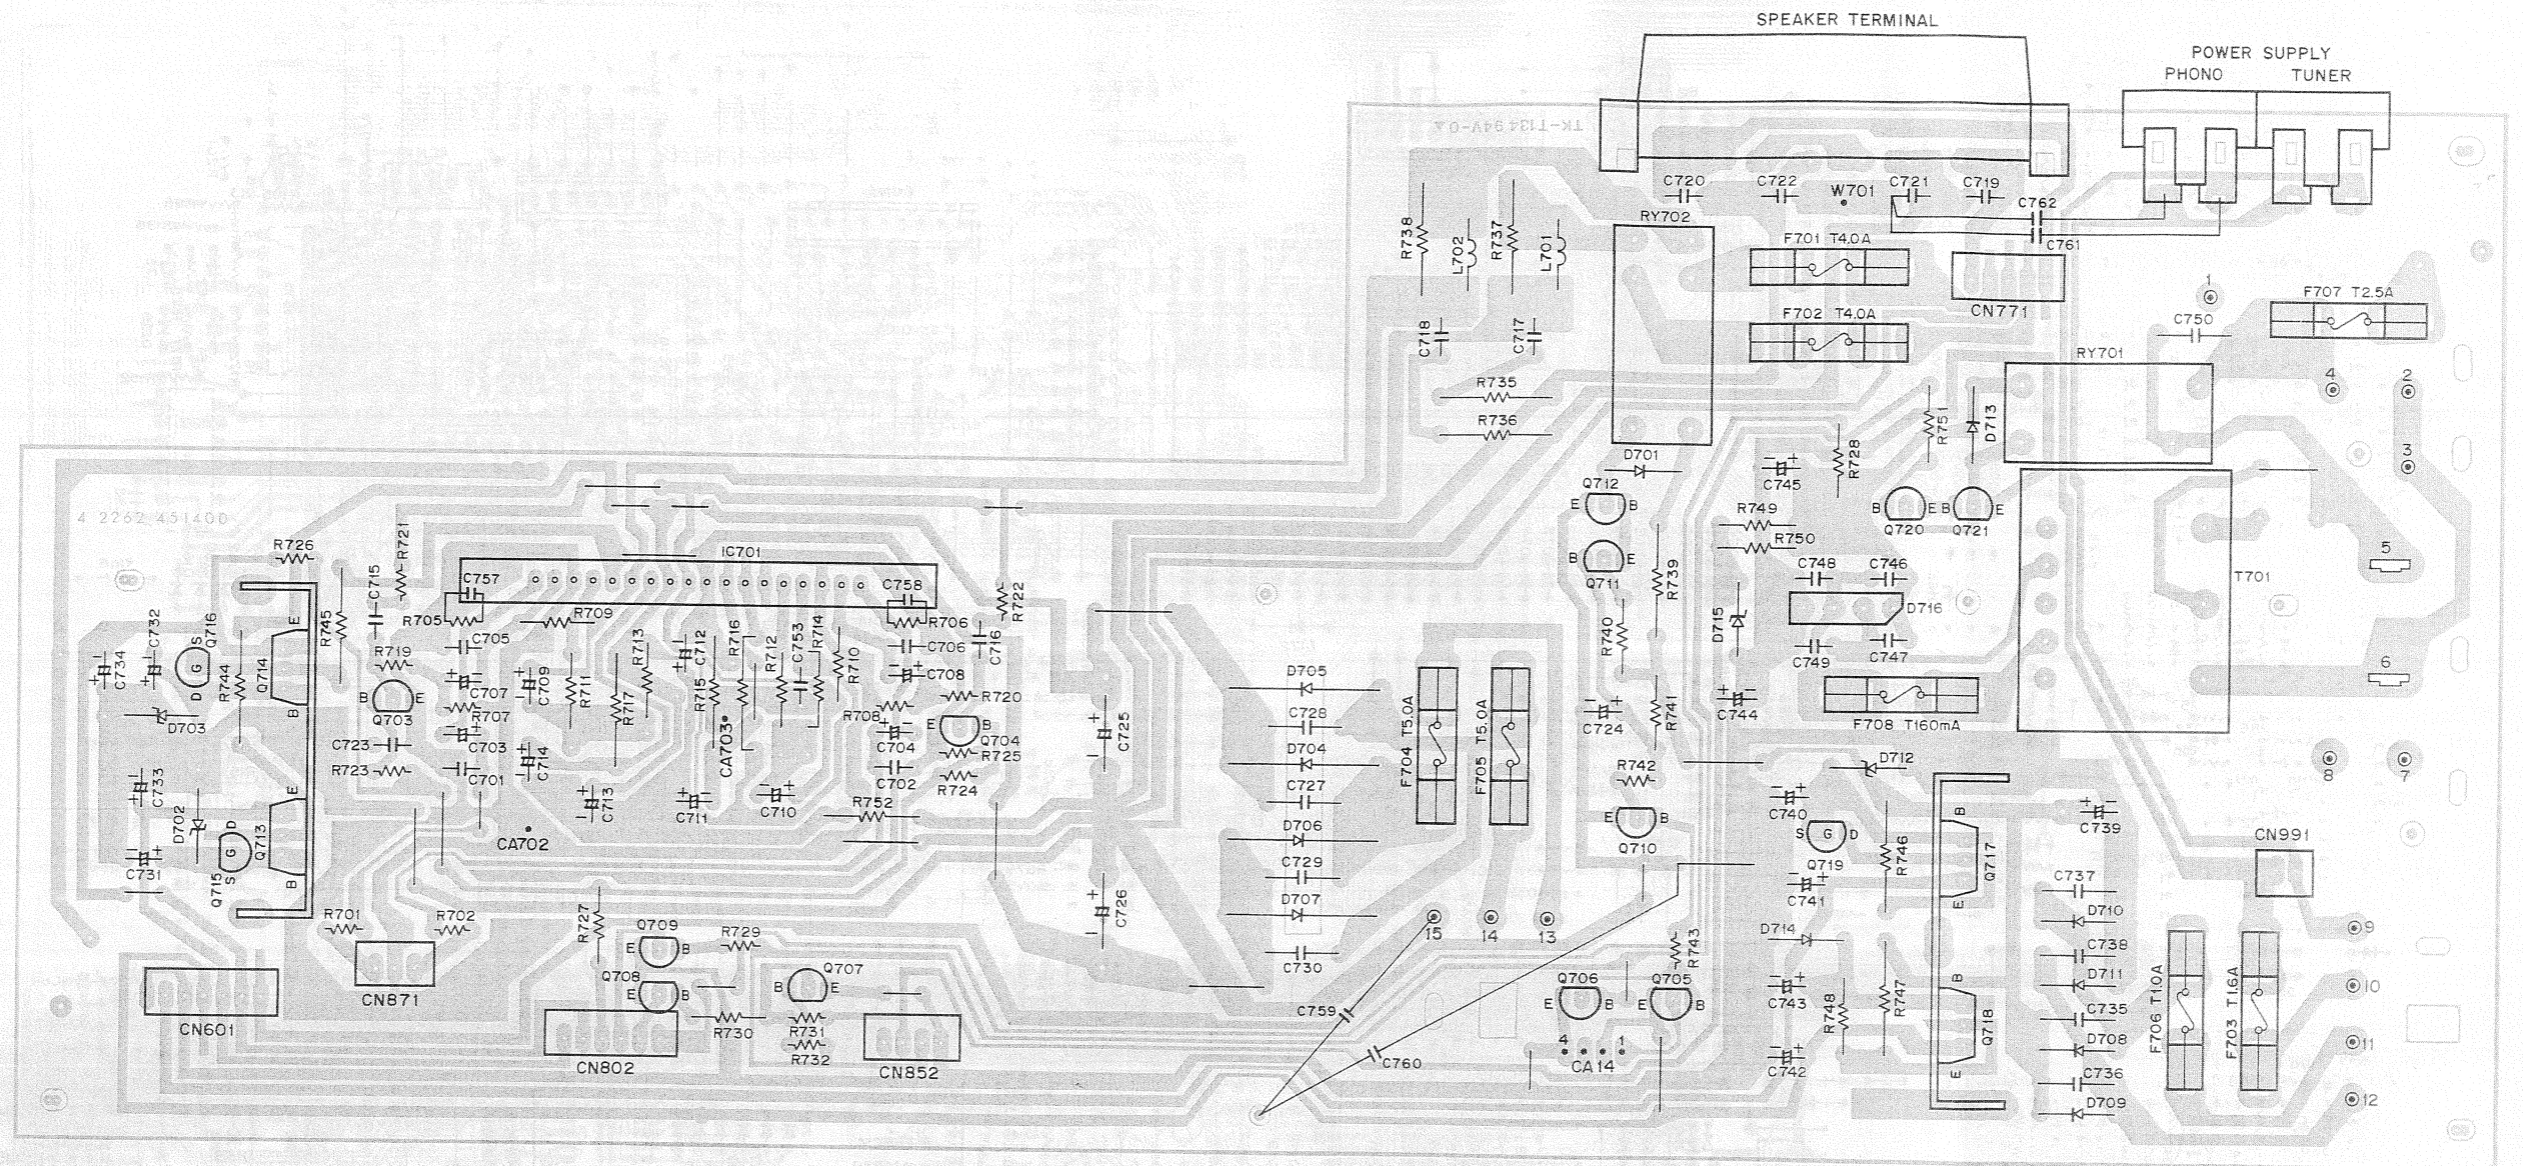 SPEAKER TERMINAL
POWER SUPPLY
PHONO
TUNER
TK-T134 94V-0
C720
C722
W701
C721
C719
C762
C761
RY702
R738
L702
R737
L701
F701 T4.0A
CN771
1
F707 T2.5A
C750
F702 T4.0A
C718
C717
RY701
4
2
R735
R736
R751
D713
3
D701
C745
R728
Q712
E
B
B
E
Q720
B
E
Q721
4 2262 451400
R749
R750
R726
R721
IC701
B
E
Q711
R739
C748
C746
5
T701
C757
C758
R722
C715
R745
R705
R709
R706
D716
D715
C732
Q716
S
G
D
E
C705
R713
C712
R716
R712
C753
R714
R710
C706
C716
R740
C749
C747
C734
R744
Q714
B
R719
C707
C709
R711
C708
R720
D705
6
B
E
Q703
R707
R717
R715
R708
C704
E
B
Q704
C725
C728
F704 T5.0A
F705 T5.0A
C724
R741
C744
F708 T160mA
D703
C723
C703
C714
CA703
R725
D704
R723
C701
C702
R724
R742
D712
8
7
C733
E
C713
C711
C710
R752
C727
C740
B
C739
D702
D
G
S
Q713
Q715
B
CA702
D706
E
B
Q710
S
G
D
Q719
R746
Q717
E
CN991
C731
C729
C741
C737
R701
R702
R727
Q709
E
B
R729
C726
D707
15
14
13
D710
9
D714
R743
C738
CN601
CN871
Q708
E
B
Q707
B
E
C730
Q706
E
B
Q705
E
B
C743
R748
R747
B
Q718
E
D711
F706 T1.0A
F703 T1.6A
10
R730
R731
R732
CN802
CN852
C759
C760
4
1
CA14
C742
C735
D708
11
C736
D709
12